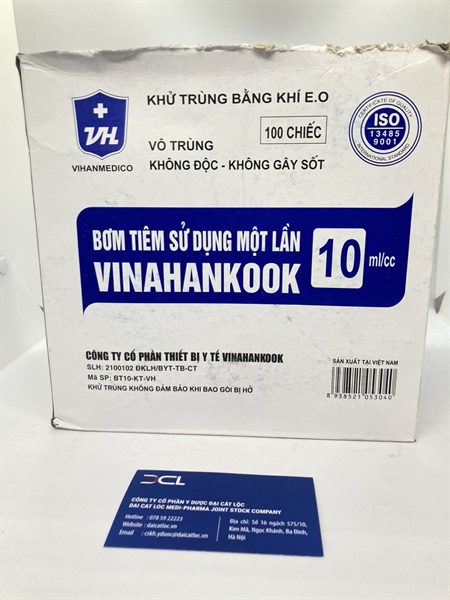 VH
VIHANMEDICO
KHỬ TRÙNG BẰNG KHÍ E.O
100 CHIẾC
VÔ TRÙNG
KHÔNG ĐỘC - KHÔNG GÂY SỐT
CERTIFICATE OF QUALITY
ISO
13485
9001
INTERNATIONAL STANDARD
BƠM TIÊM SỬ DỤNG MỘT LẦN
VINAHANKOOK
10 ml/cc
CÔNG TY CỔ PHẦN THIẾT BỊ Y TẾ VINAHANKOOK
SLH: 2100102 ĐKLH/BYT-TB-CT
Mã SP: BT10-KT-VH
KHỬ TRÙNG KHÔNG ĐẢM BẢO KHI BAO GÓI BỊ HỞ
SẢN XUẤT TẠI VIỆT NAM
8 938521 053040
DCL
CÔNG TY CỔ PHẦN Y DƯỢC ĐẠI CÁT LỘC
DAI CAT LOC MEDI-PHARMA JOINT STOCK COMPANY
Hotline : 078 59 22223
Website : daicatloc.vn
Email : cskh.yduoc@daicatloc.vn
Địa chỉ: Số 16 ngách 575/10,
Kim Mã, Ngọc Khánh, Ba Đình,
Hà Nội